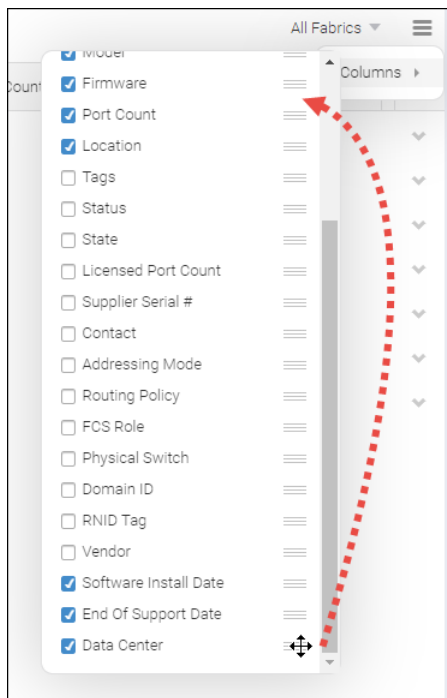 All Fabrics
Columns
Count
Model
Firmware
Port Count
Location
Tags
Status
State
Licensed Port Count
Supplier Serial #
Contact
Addressing Mode
Routing Policy
FCS Role
Physical Switch
Domain ID
RNID Tag
Vendor
Software Install Date
End Of Support Date
Data Center